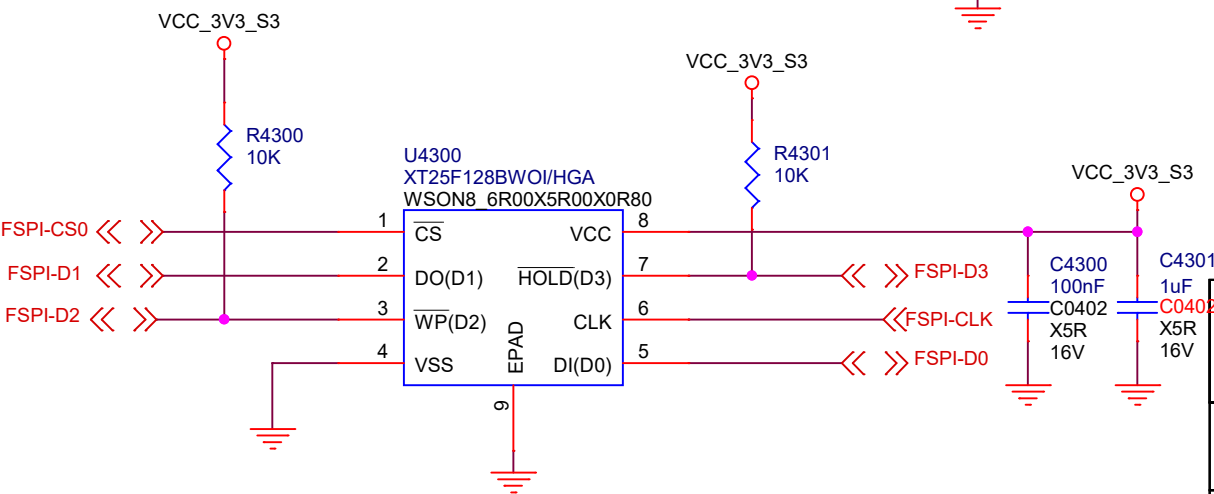 VCC_3V3_S3
R4300
10K
VCC_3V3_S3
R4301
10K
U4300
XT25F128BWOI/HGA
WSON8_6R00X5R00X0R80
VCC_3V3_S3
FSPI-CS0
1
CS
VCC
8
FSPI-D1
2
DO(D1)
HOLD(D3)
7
FSPI-D3
FSPI-D2
3
WP(D2)
CLK
6
FSPI-CLK
4
VSS
EPAD
DI(D0)
5
FSPI-D0
9
C4300
100nF
C0402
X5R
16V
C4301
1uF
C0402
X5R
16V